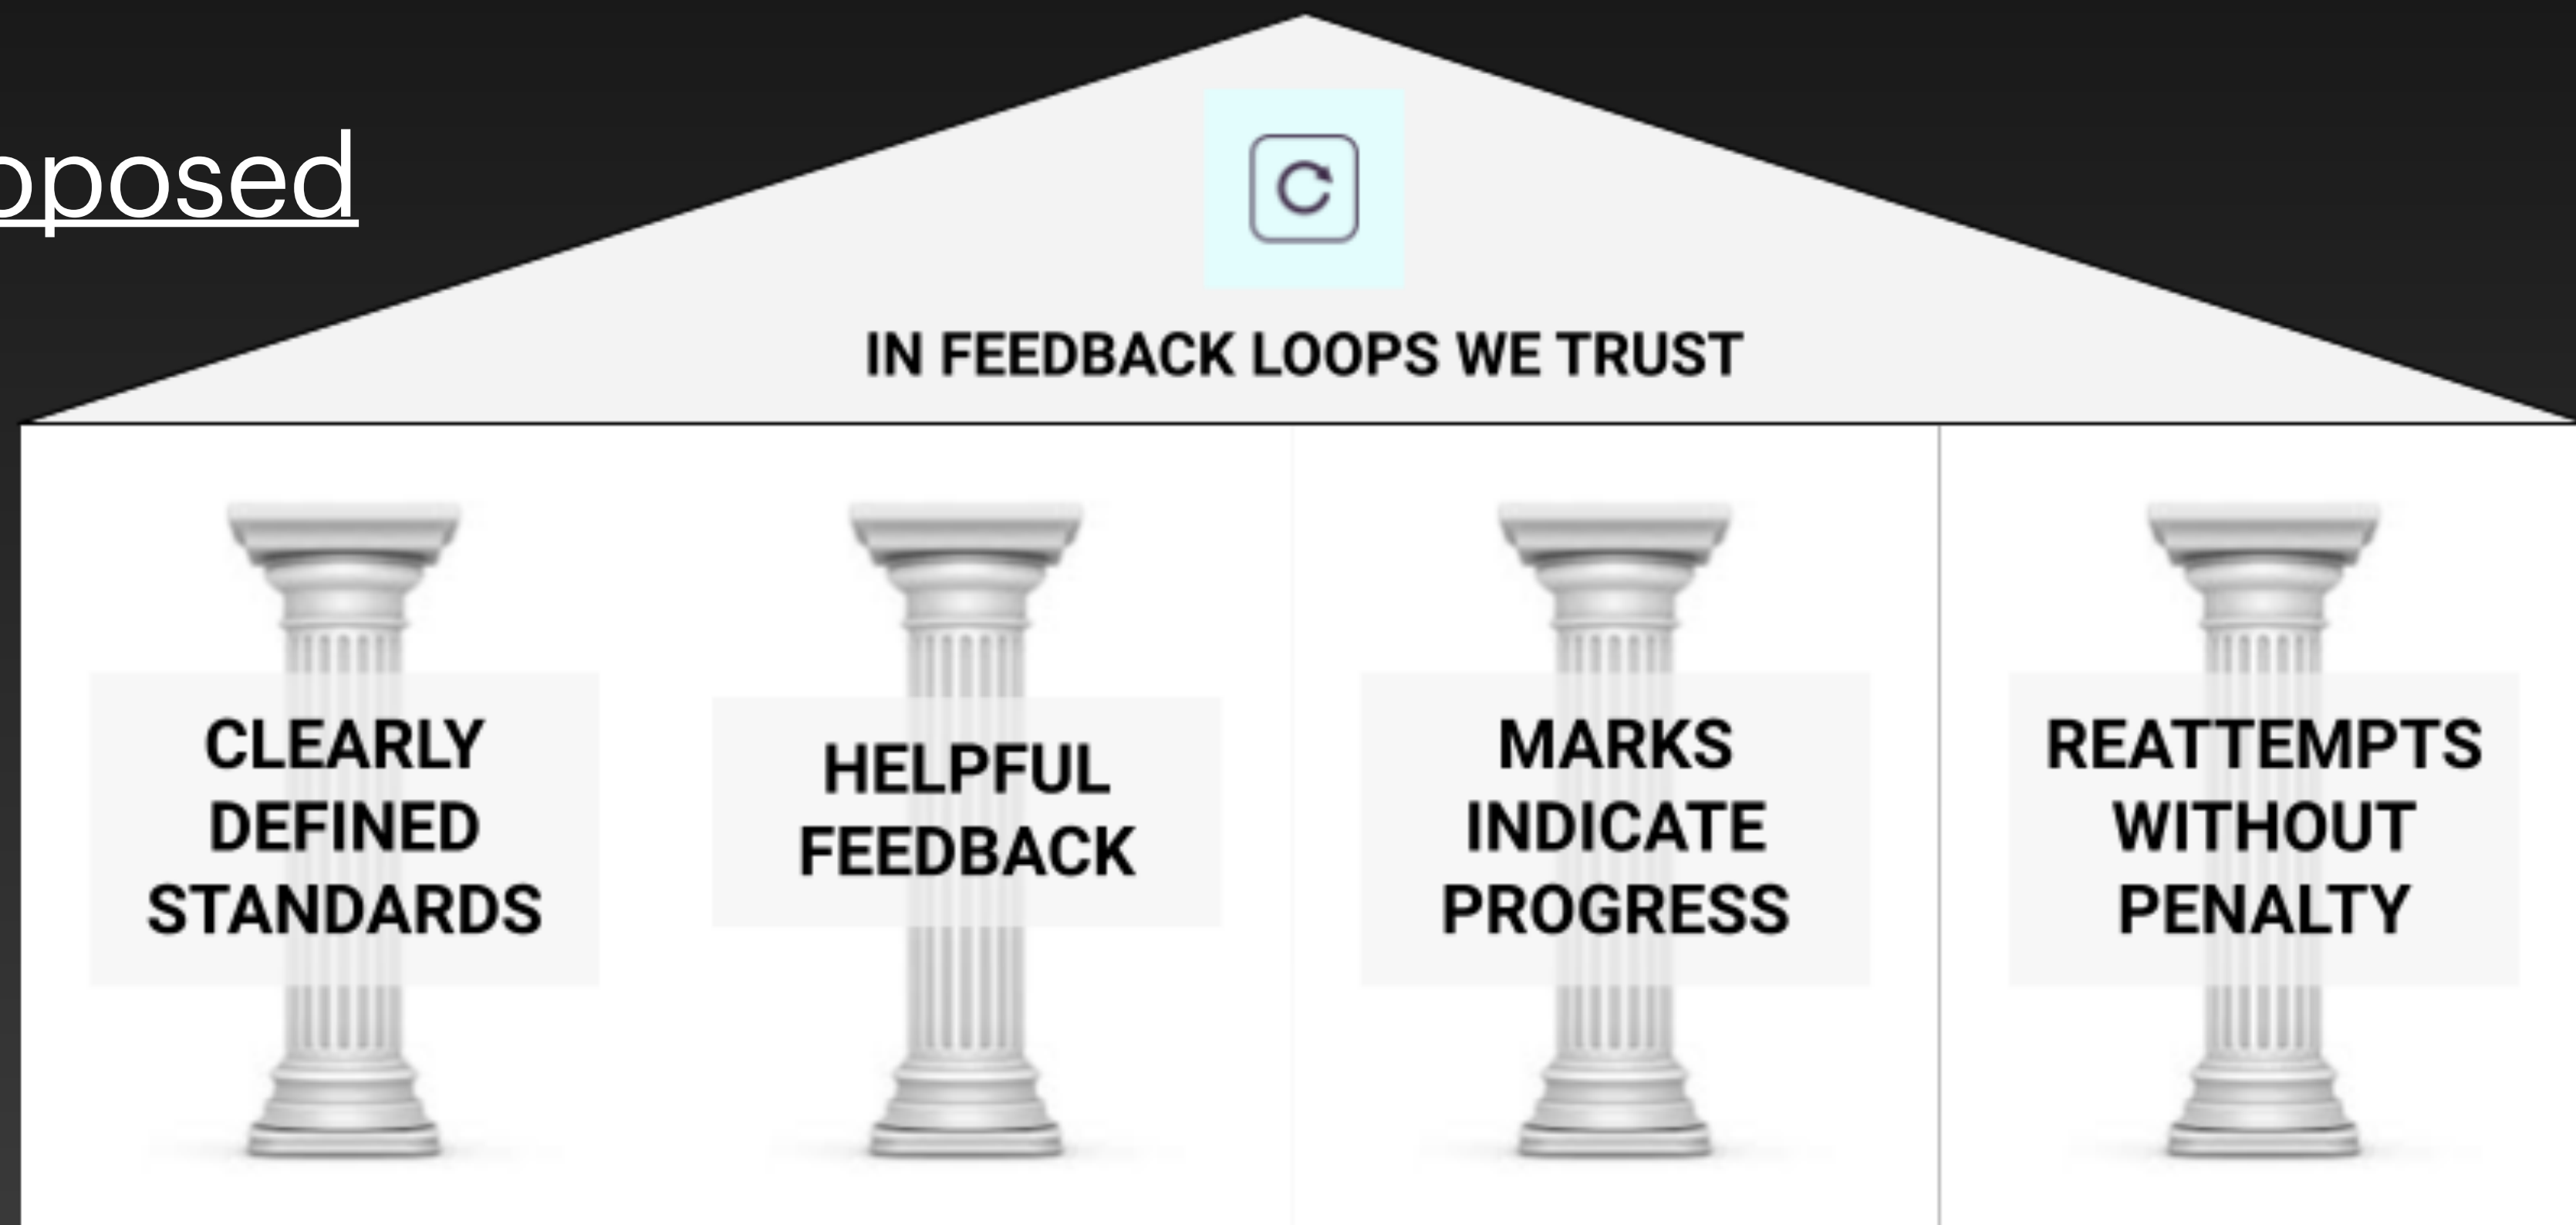 oposed
IN FEEDBACK LOOPS WE TRUST
CLEARLY
DEFINED
STANDARDS
HELPFUL
FEEDBACK
MARKS
INDICATE
PROGRESS
REATTEMPTS
WITHOUT
PENALTY